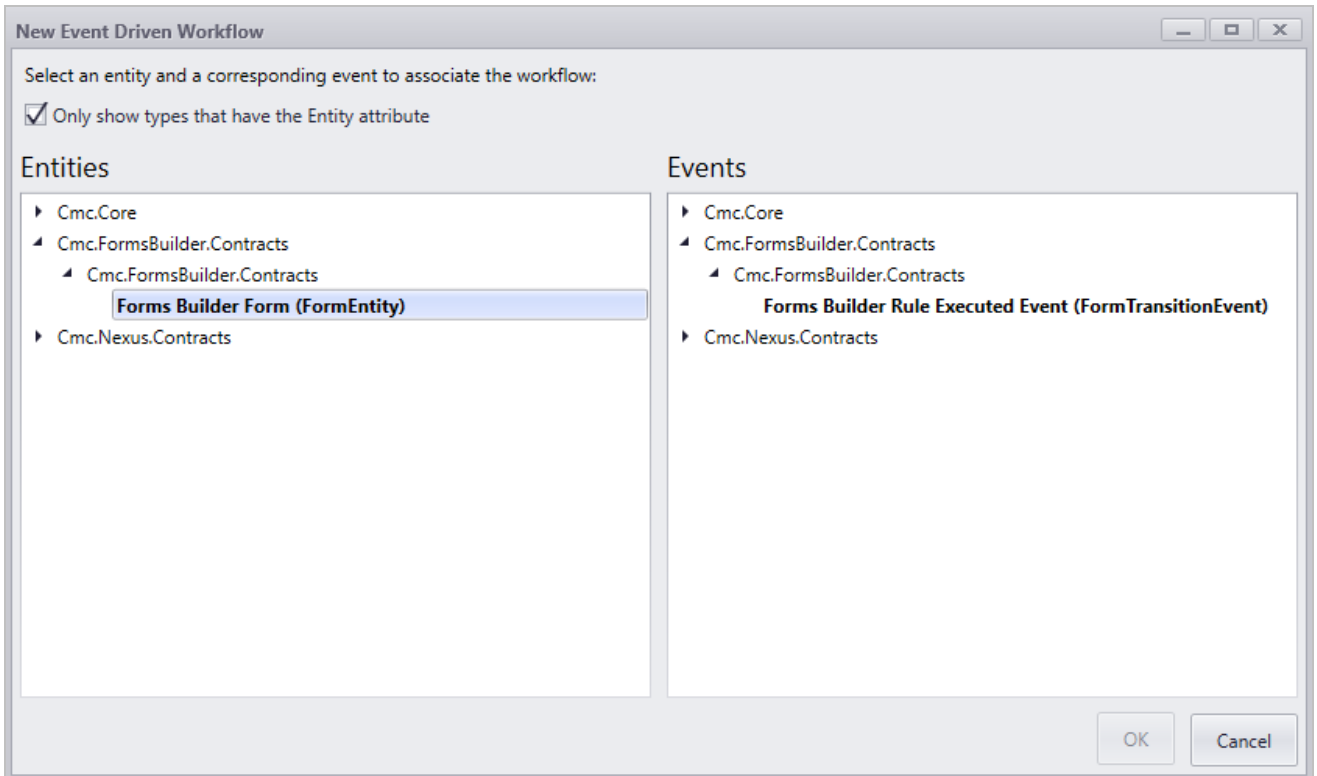 New Event Driven Workflow
Select an entity and a corresponding event to associate the workflow:
Only show types that have the Entity attribute
Entities
Cmc.Core
Cmc.FormsBuilder.Contracts
Cmc.FormsBuilder.Contracts
Forms Builder Form (FormEntity)
Cmc.Nexus.Contracts
Events
Cmc.Core
Cmc.FormsBuilder.Contracts
Cmc.FormsBuilder.Contracts
Forms Builder Rule Executed Event (FormTransitionEvent)
Cmc.Nexus.Contracts
OK
Cancel